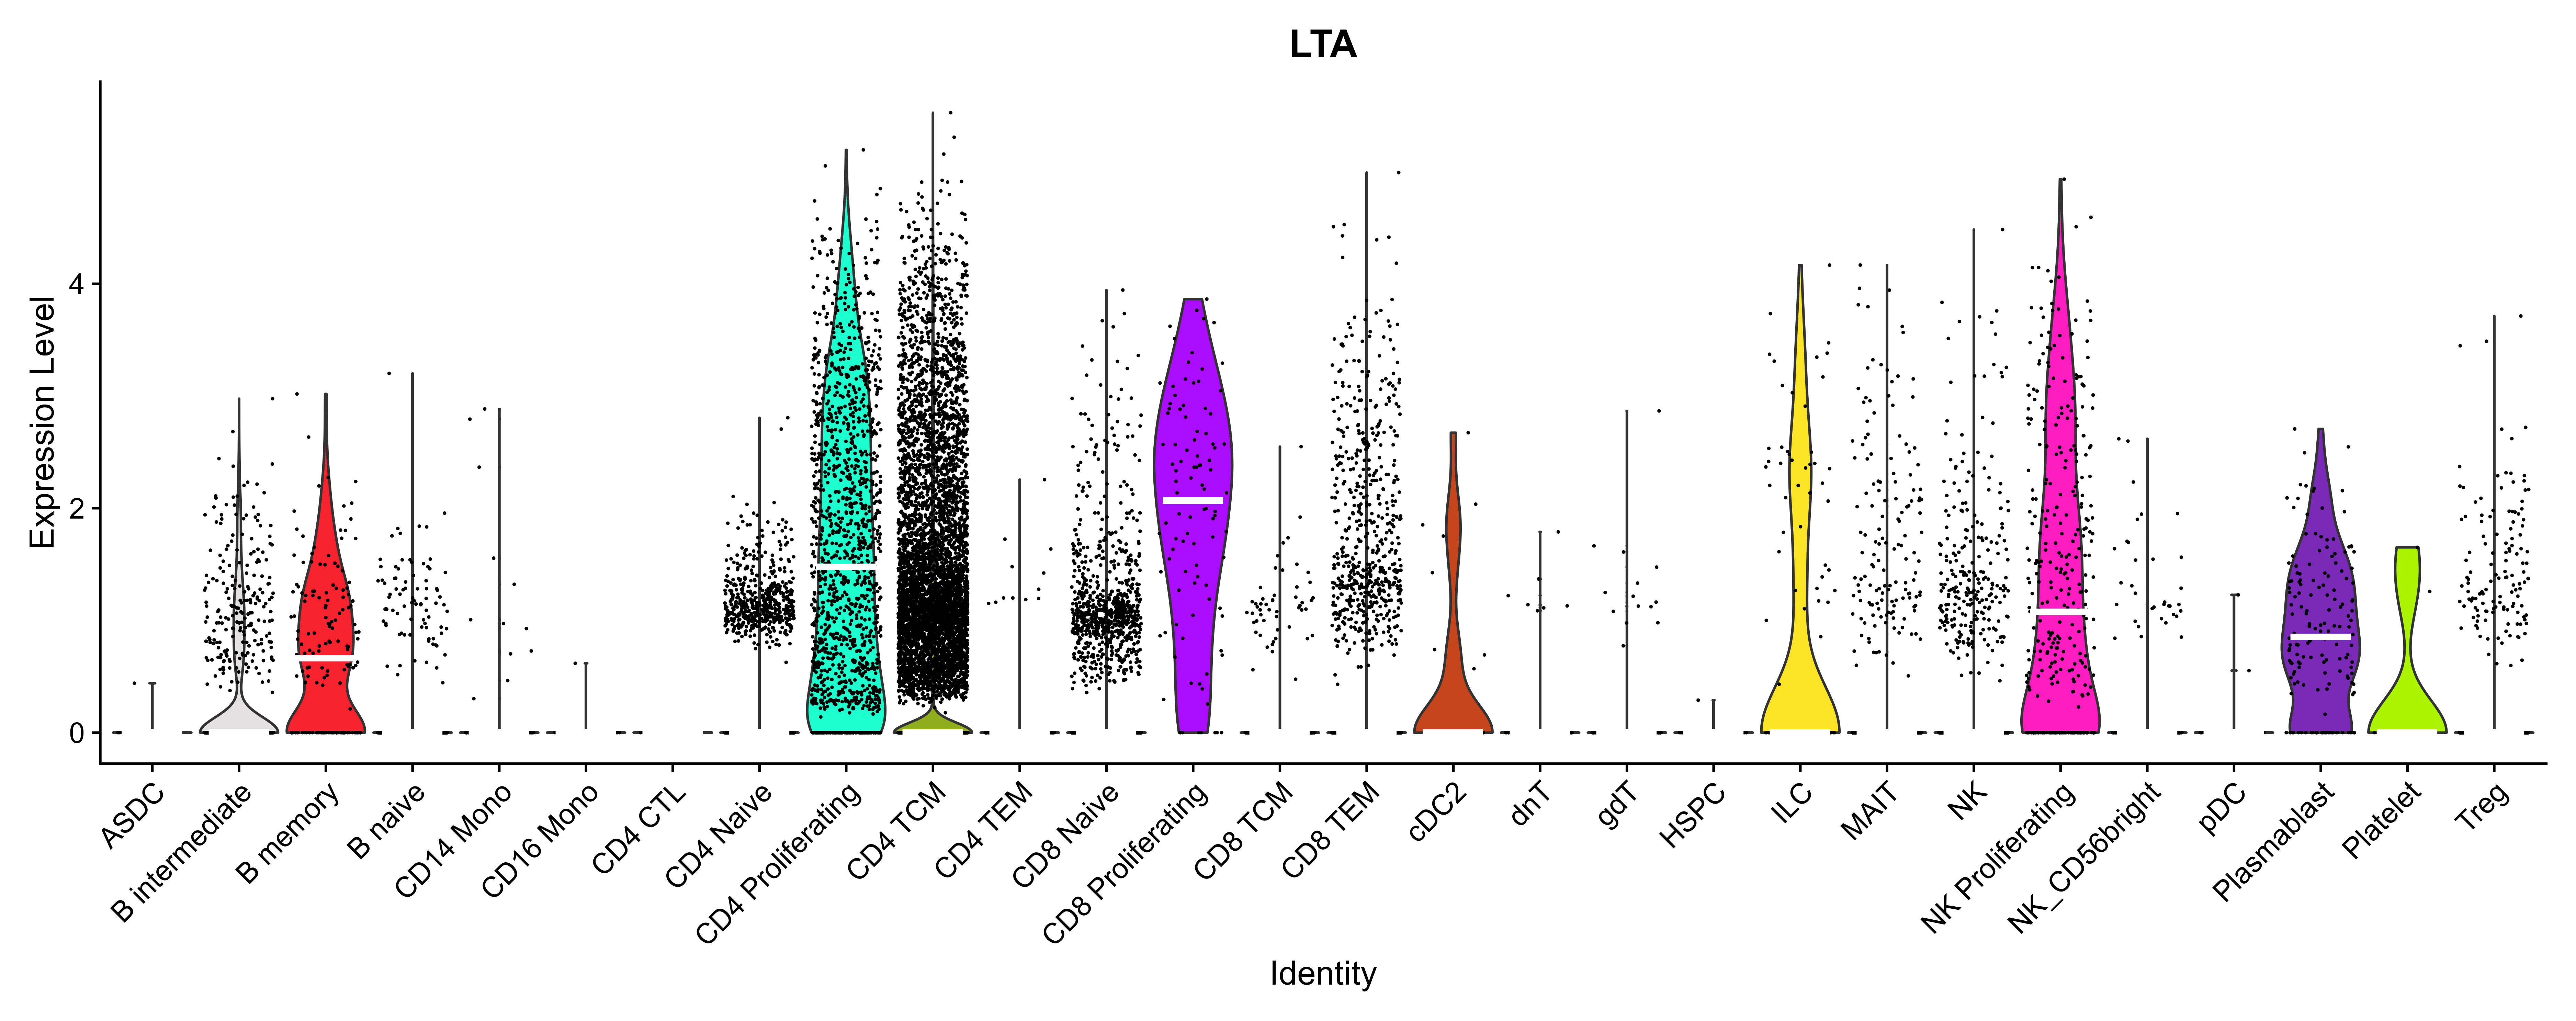 LTA
Expression Level
4
2
0
ASDC
B intermediate
B memory
B naive
CD14 Mono
CD16 Mono
CD4 CTL
CD4 Naive
CD4 Proliferating
CD4 TCM
CD4 TEM
CD8 Naive
CD8 Proliferating
CD8 TCM
CD8 TEM
cDC2
dnT
gdT
HSPC
ILC
MAIT
NK
NK Proliferating
NK_CD56bright
pDC
Plasmablast
Platelet
Treg
Identity